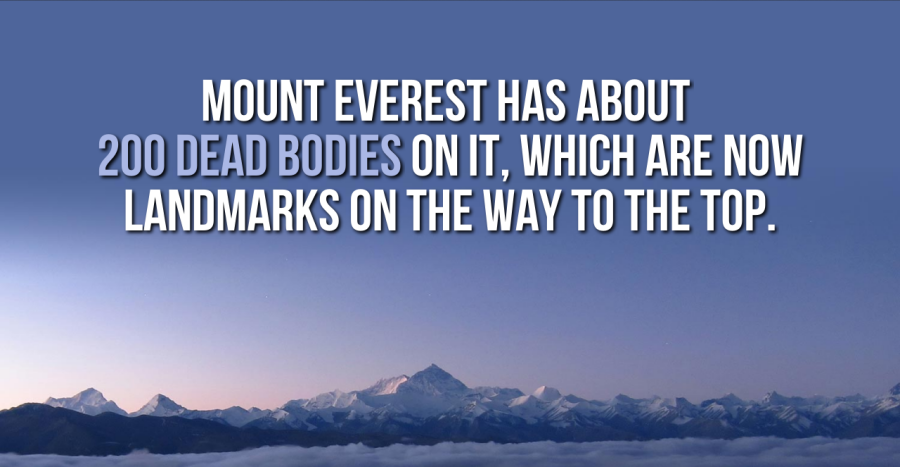 MOUNT EVEREST HAS ABOUT
200 DEAD BODIES ON IT, WHICH ARE NOW
LANDMARKS ON THE WAY TO THE TOP.